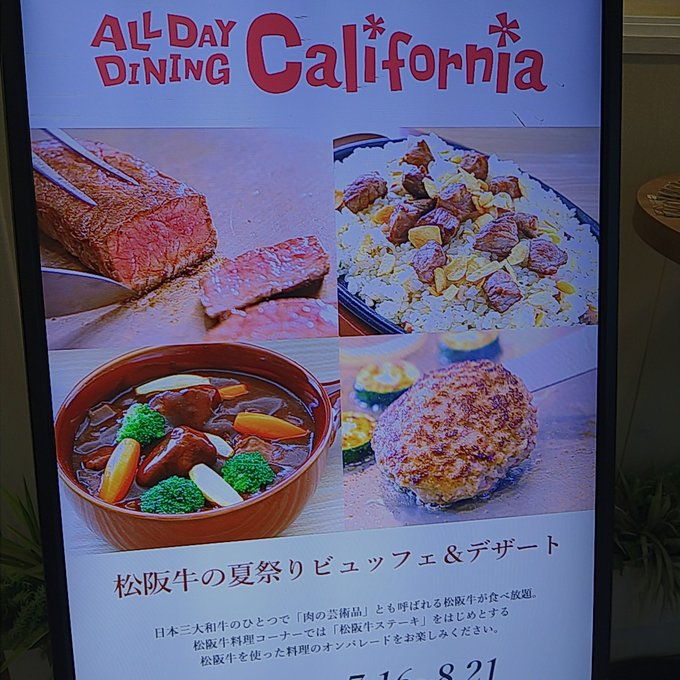 ALL DAY DINING California
松阪牛の夏祭りビュッフェ&デザート
日本三大和牛のひとつで「肉の芸術品」とも呼ばれる松阪牛が食べ放題。
松阪牛料理コーナーでは「松阪牛ステーキ」をはじめとする
松阪牛を使った料理のオンパレードをお楽しみください。
7.16 - 8.21